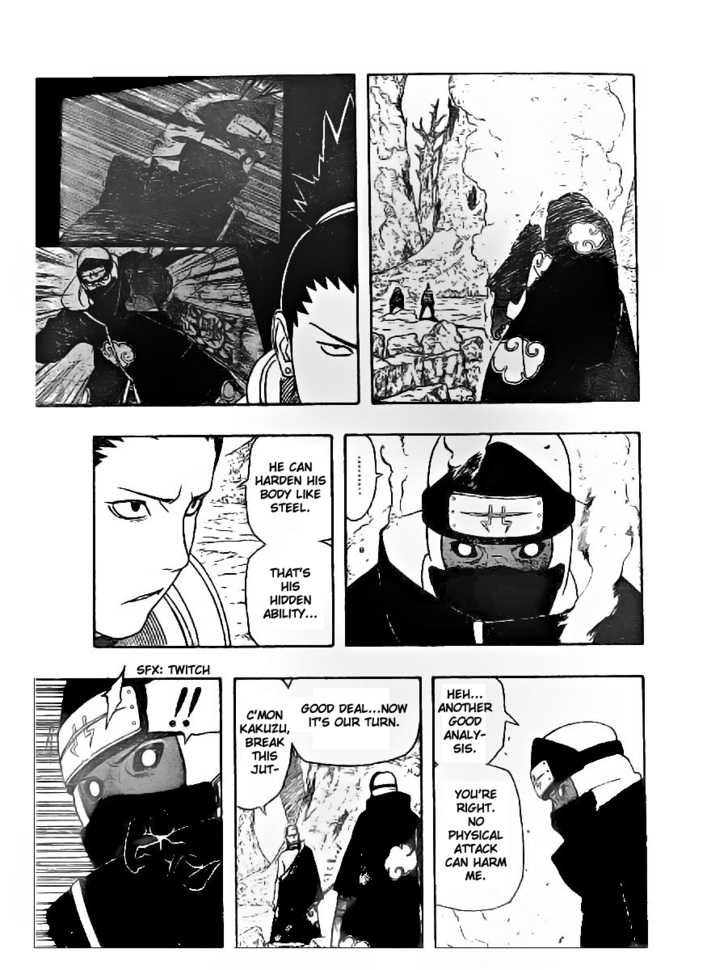 .........
HE CAN
HARDEN HIS
BODY LIKE
STEEL.
THAT'S
HIS
HIDDEN
ABILITY...
HEH...
ANOTHER
GOOD
ANALY-
SIS.
YOU'RE
RIGHT.
NO
PHYSICAL
ATTACK
CAN HARM
ME.
GOOD DEAL...NOW
IT'S OUR TURN.
C'MON
KAKUZU,
BREAK
THIS
JUT-
SFX: TWITCH
!!